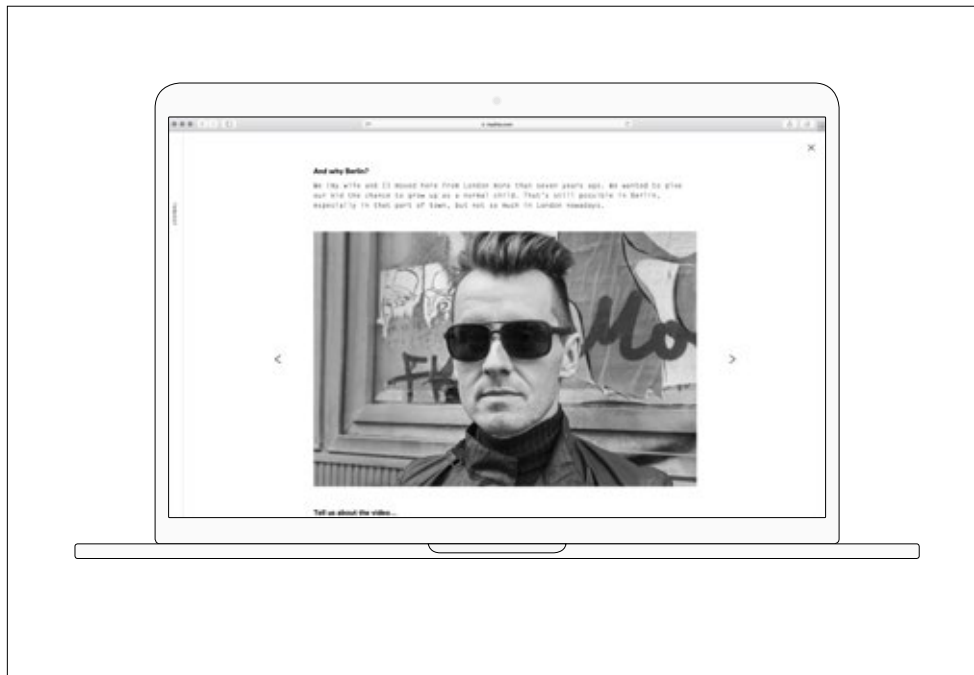 And why Berlin?
We (my wife and I) moved here from London more than seven years ago. We wanted to give
our kid the chance to grow up as a normal child. That's still possible in Berlin,
especially in that part of town, but not so much in London nowadays.
Mo
Tell us about the video...